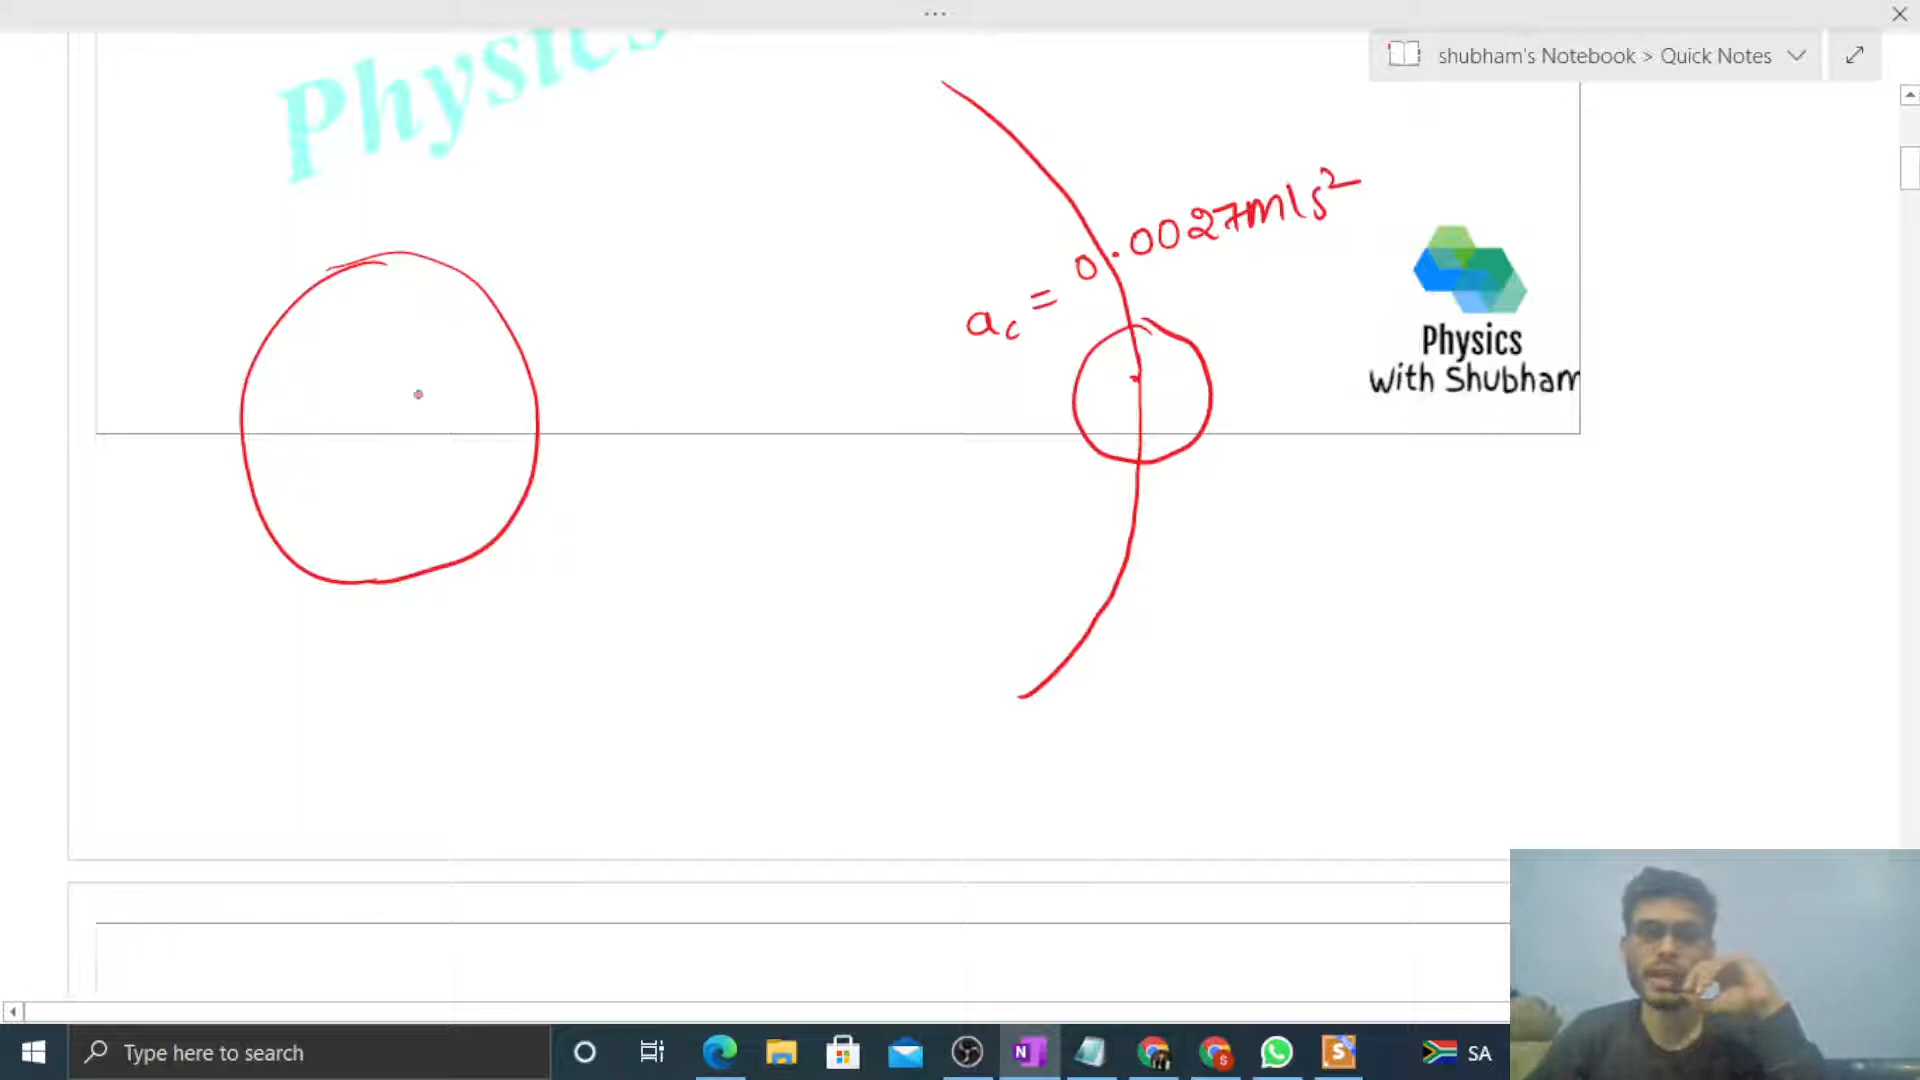 ...
shubham's Notebook > Quick Notes
Physics
a_c = 0.0027m/s²
Physics
with Shubham
Type here to search
N
S
S
SA